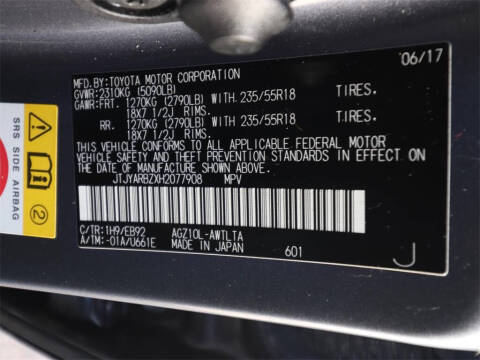 MFD. BY: TOYOTA MOTOR CORPORATION 06/17
GVWR: 2310KG (5090LB)
GAWR: FRT. 1270KG (2790LB) WITH 235/55R18 TIRES.
18X7 1/2J RIMS.
RR. 1270KG (2790LB) WITH 235/55R18 TIRES.
18X7 1/2J RIMS.
THIS VEHICLE CONFORMS TO ALL APPLICABLE FEDERAL MOTOR
VEHICLE SAFETY AND THEFT PREVENTION STANDARDS IN EFFECT ON
THE DATE OF MANUFACTURE SHOWN ABOVE.
JTJYARBZXH2077908 MPV
C/TR: 1H9/EB92 AGZ10L-AWTLTA
A/TM: -01A/U661E MADE IN JAPAN 601 J
SRS SIDE AIRBAG
2